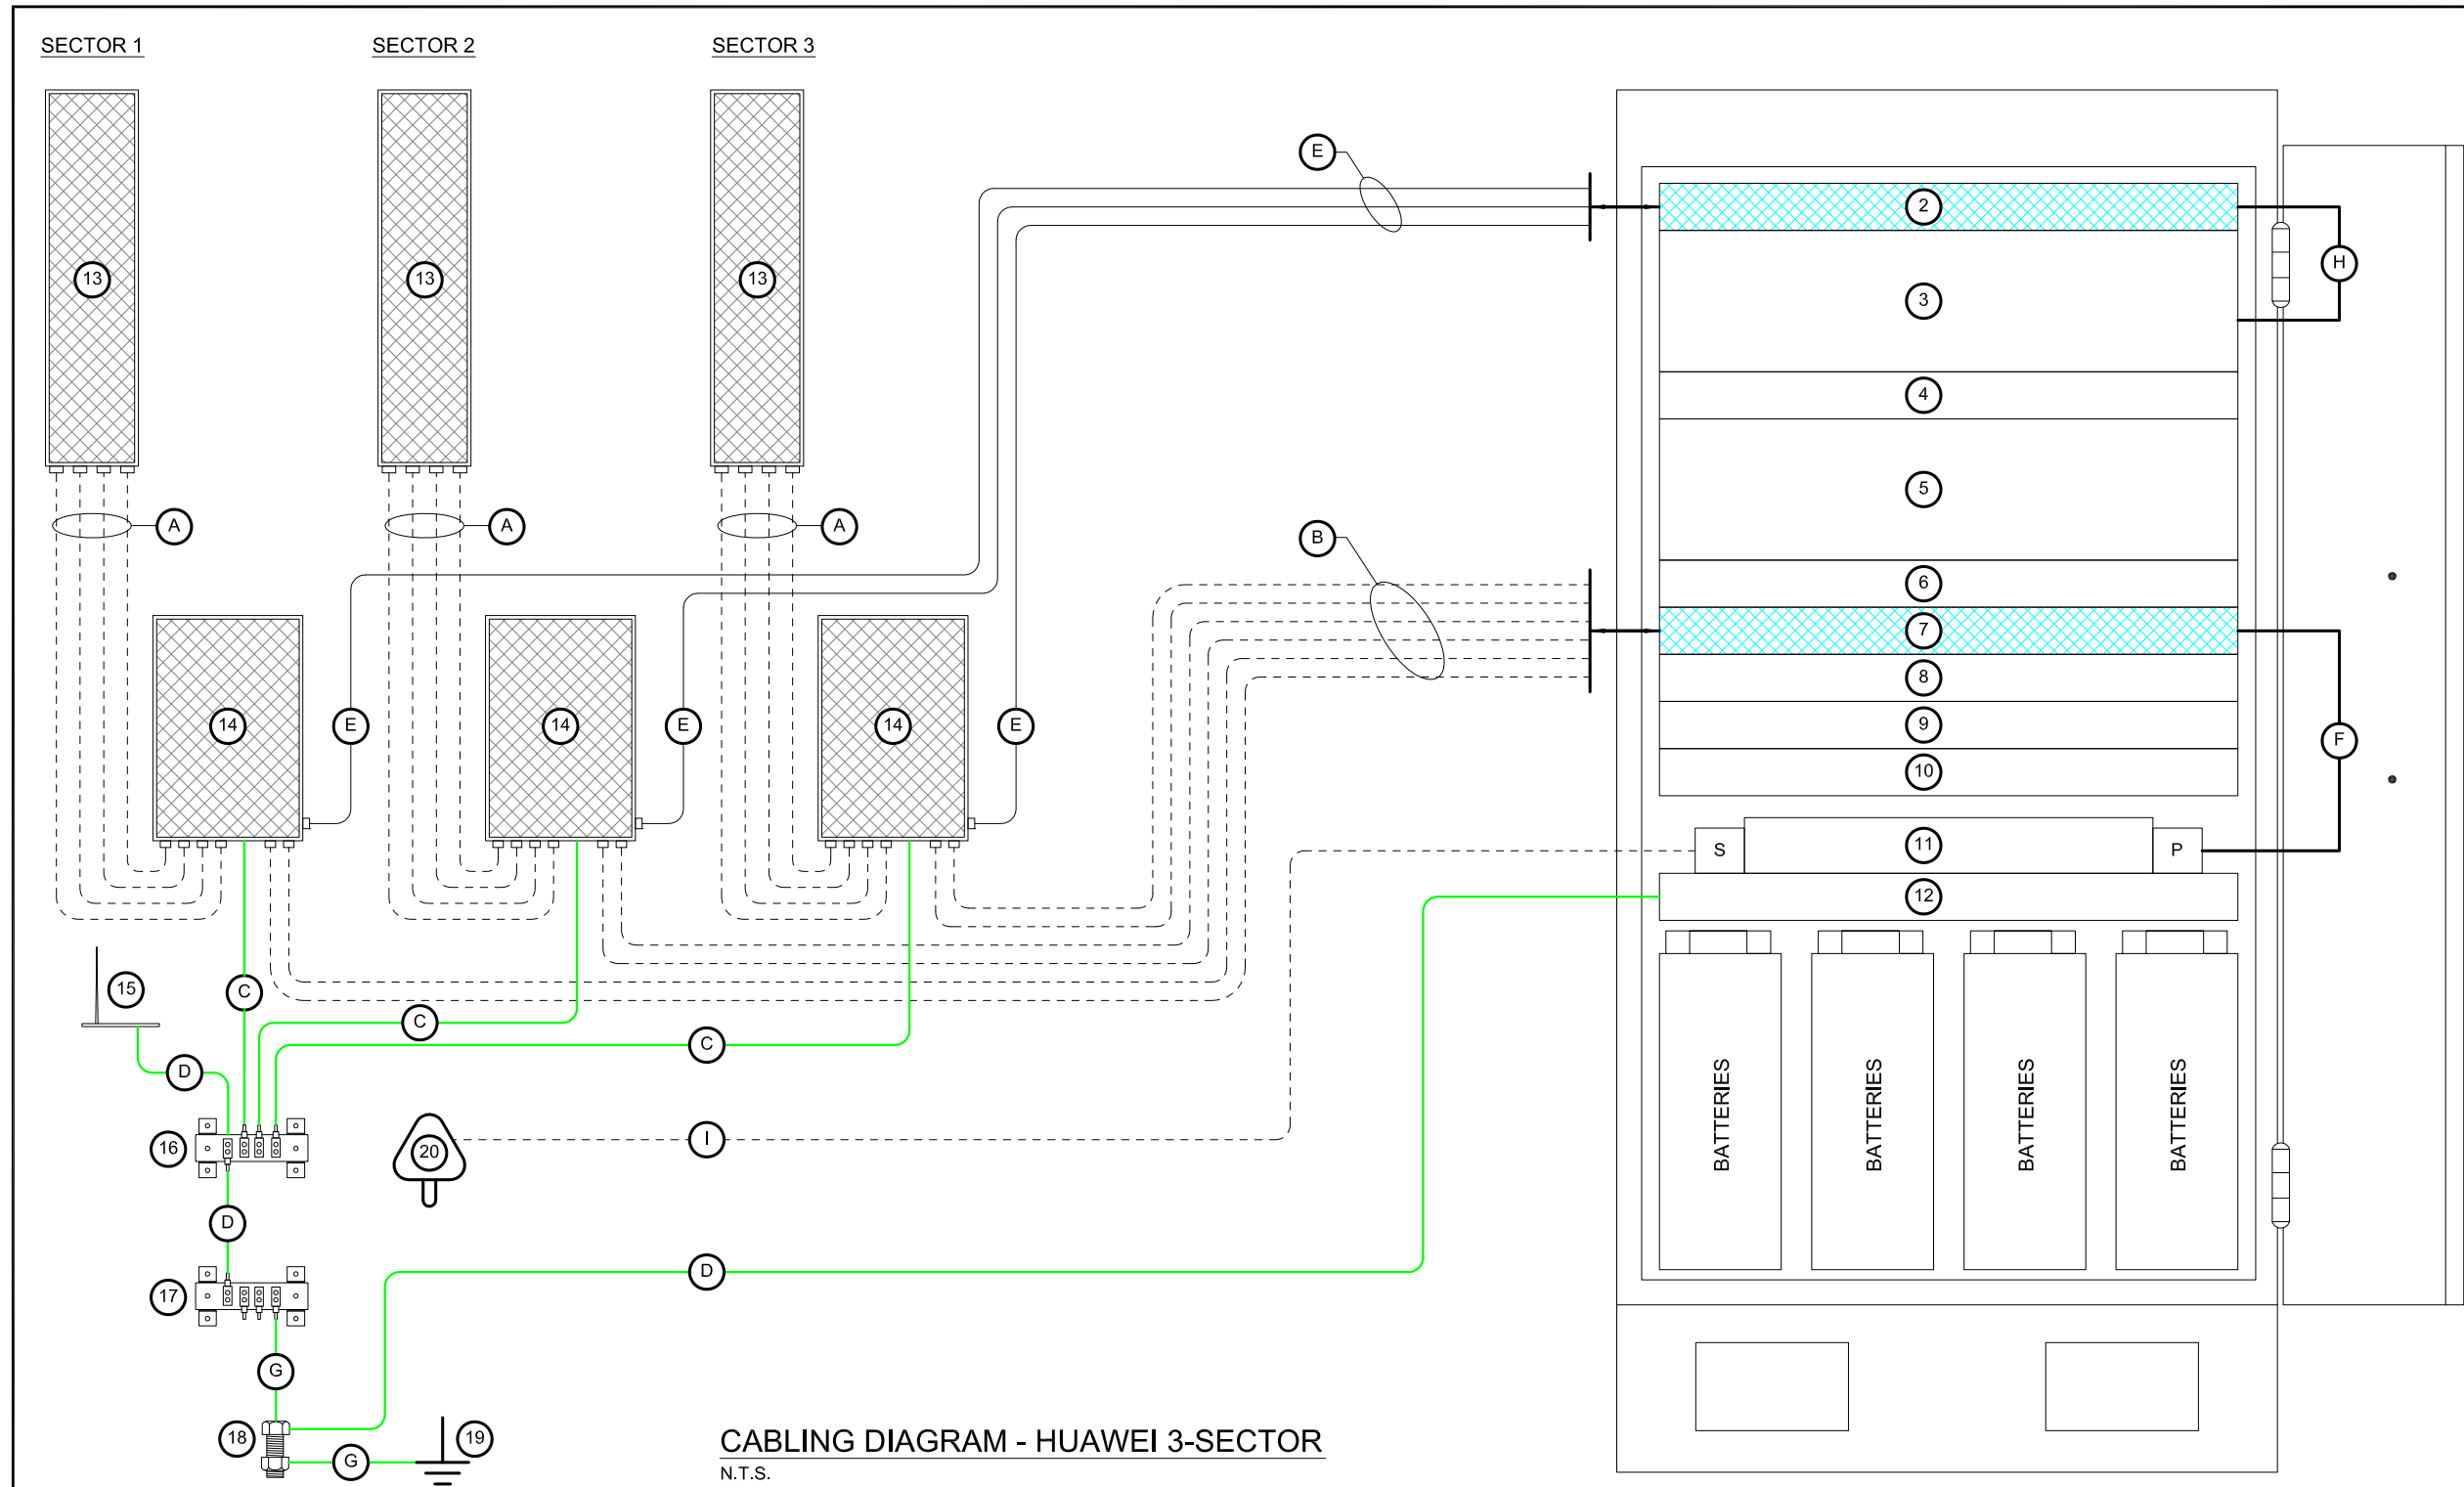 SECTOR 1 SECTOR 2 SECTOR 3
E
2
H
13 13 13
3
4
5
A A A
B
6
7
8
14 E 14 E 14 E
9
F
10
S 11 P
12
15 C
C
C
D
BATTERIES BATTERIES BATTERIES BATTERIES
16 20 I
D
17 D
G
18 19
G
CABLING DIAGRAM - HUAWEI 3-SECTOR
N.T.S.